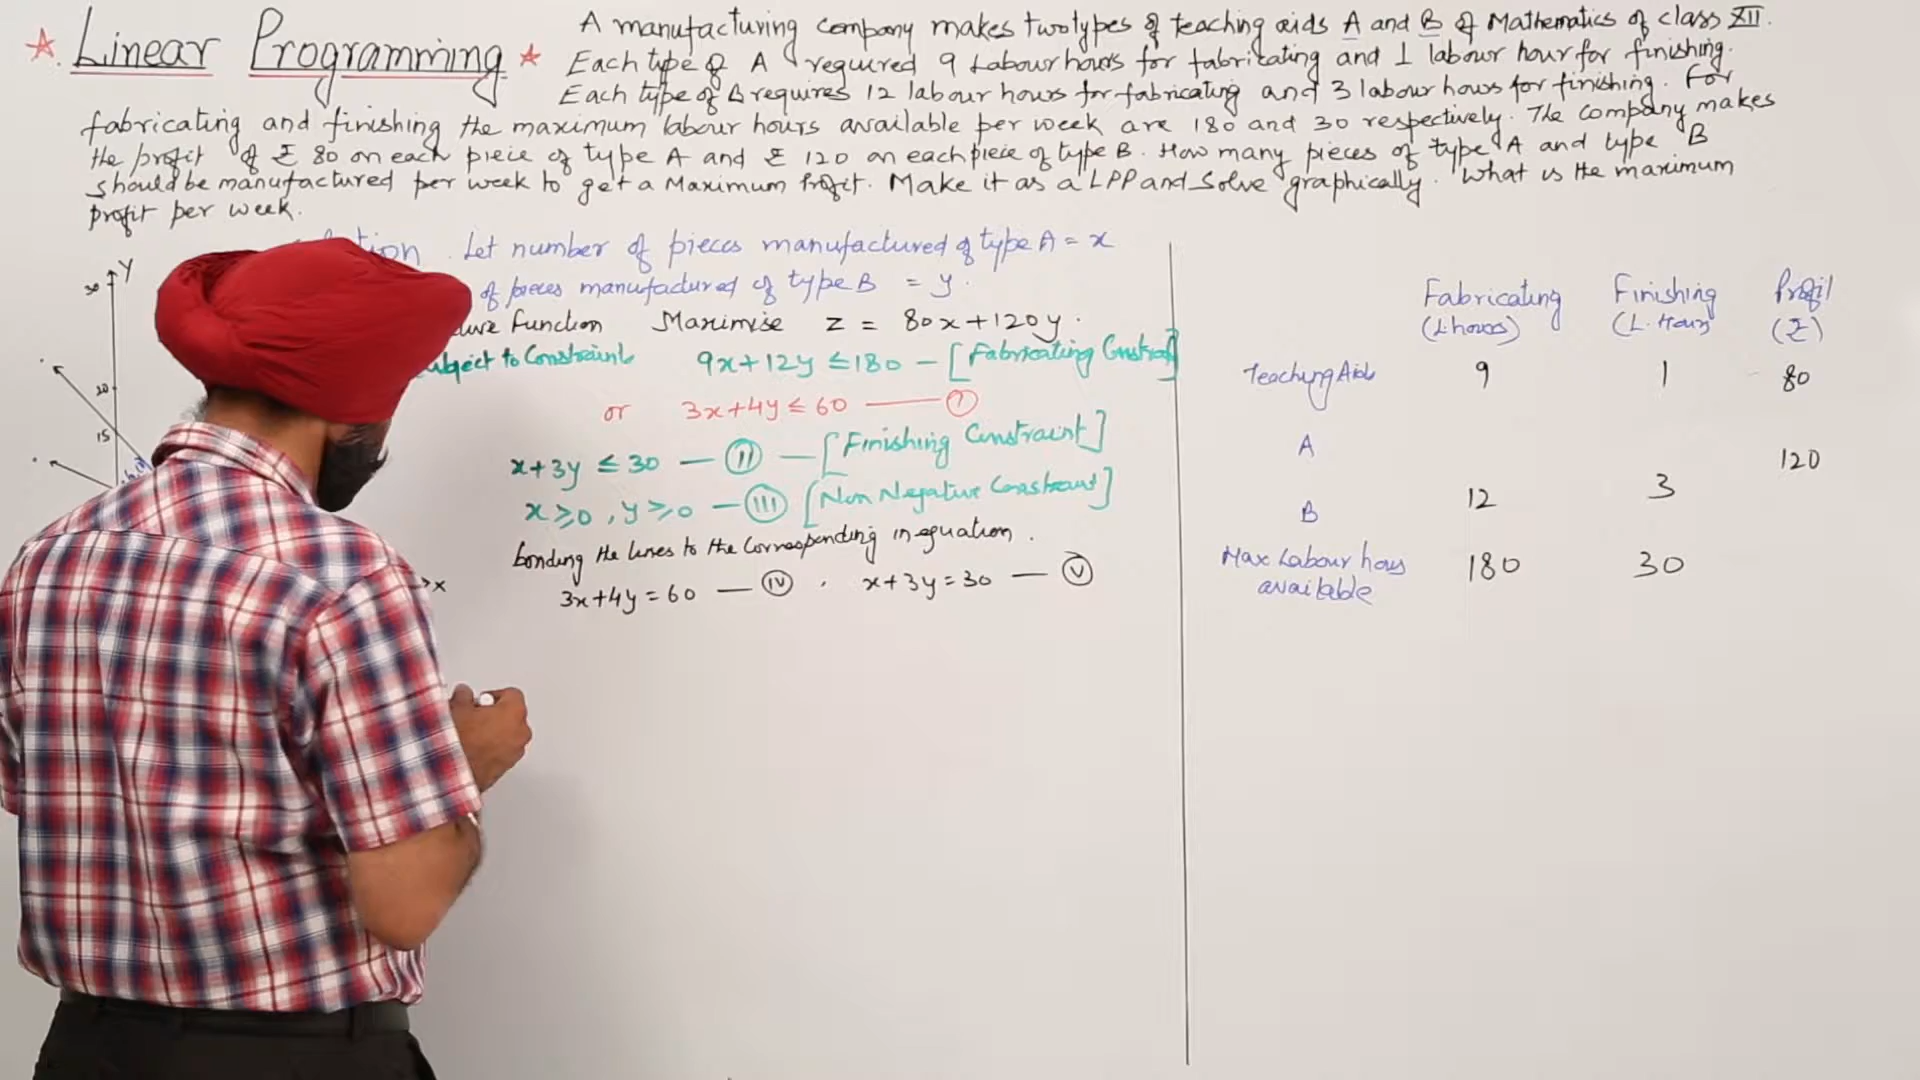 Linear Programming
A manufacturing company makes two types of teaching aids A and B of Mathematics of class XII.
Each type of A required 9 Labour hours for fabricating and 1 labour hour for finishing.
Each type of B requires 12 labour hours for fabricating and 3 labour hours for finishing. For
fabricating and finishing the maximum labour hours available per week are 180 and 30 respectively. The company makes
the profit of ₹ 80 on each piece of type A and ₹ 120 on each piece of type B. How many pieces of type A and type B
should be manufactured per week to get a Maximum Profit. Make it as a LPP and Solve graphically. What is the maximum
profit per week.
Let number of pieces manufactured of type A = x
of pieces manufactured of type B = y.
Function Maximise z = 80x+120y.
Subject to Constraint 9x+12y ≤ 180 - [Fabricating
or 3x+4y ≤ 60 — I
x+3y ≤ 30 — II — [Finishing Constraint]
x ≥ 0, y ≥ 0 — III [Non Negative Constraint]
the lines to the Corresponding inequation.
3x+4y = 60 — IV , x+3y = 30 — V
Y
30
20
15
x
Fabricating Finishing Profit
(L.hours) (L. Hour) (₹)
Teaching Aids 9 1 80
A
120
B 12 3
Max Labour hours 180 30
available